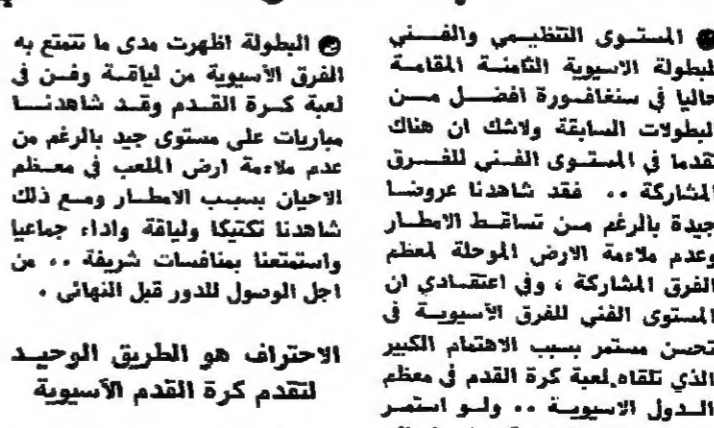 المستوى التنظيمي والفني
للبطولة الاسيوية الثامنة المقامة
حاليا في سنغافورة افضل من
البطولات السابقة ولاشك ان هناك
تقدما في المستوى الفني للفرق
المشاركة .. فقد شاهدنا عروضا
جيدة بالرغم من تساقط الامطار
وعدم ملاءمة الارض الموحلة لمعظم
الفرق المشاركة ، وفي اعتقادي ان
المستوى الفني للفرق الآسيوية في
تحسن مستمر بسبب الاهتمام الكبير
الذي تلقاه لعبة كرة القدم في معظم
الدول الاسيوية .. ولو استمر
البطولة اظهرت مدى ما تتمتع به
الفرق الآسيوية من لياقة وفن في
لعبة كرة القدم وقد شاهدنا
مباريات على مستوى جيد بالرغم من
عدم ملاءمة ارض الملعب في معظم
الاحيان بسبب الامطار ومع ذلك
شاهدنا تكتيكا ولياقة واداء جماعيا
واستمتعنا بمنافسات شريفة .. من
اجل الوصول للدور قبل النهائى .
الاحتراف هو الطريق الوحيد
لتقدم كرة القدم الآسيوية